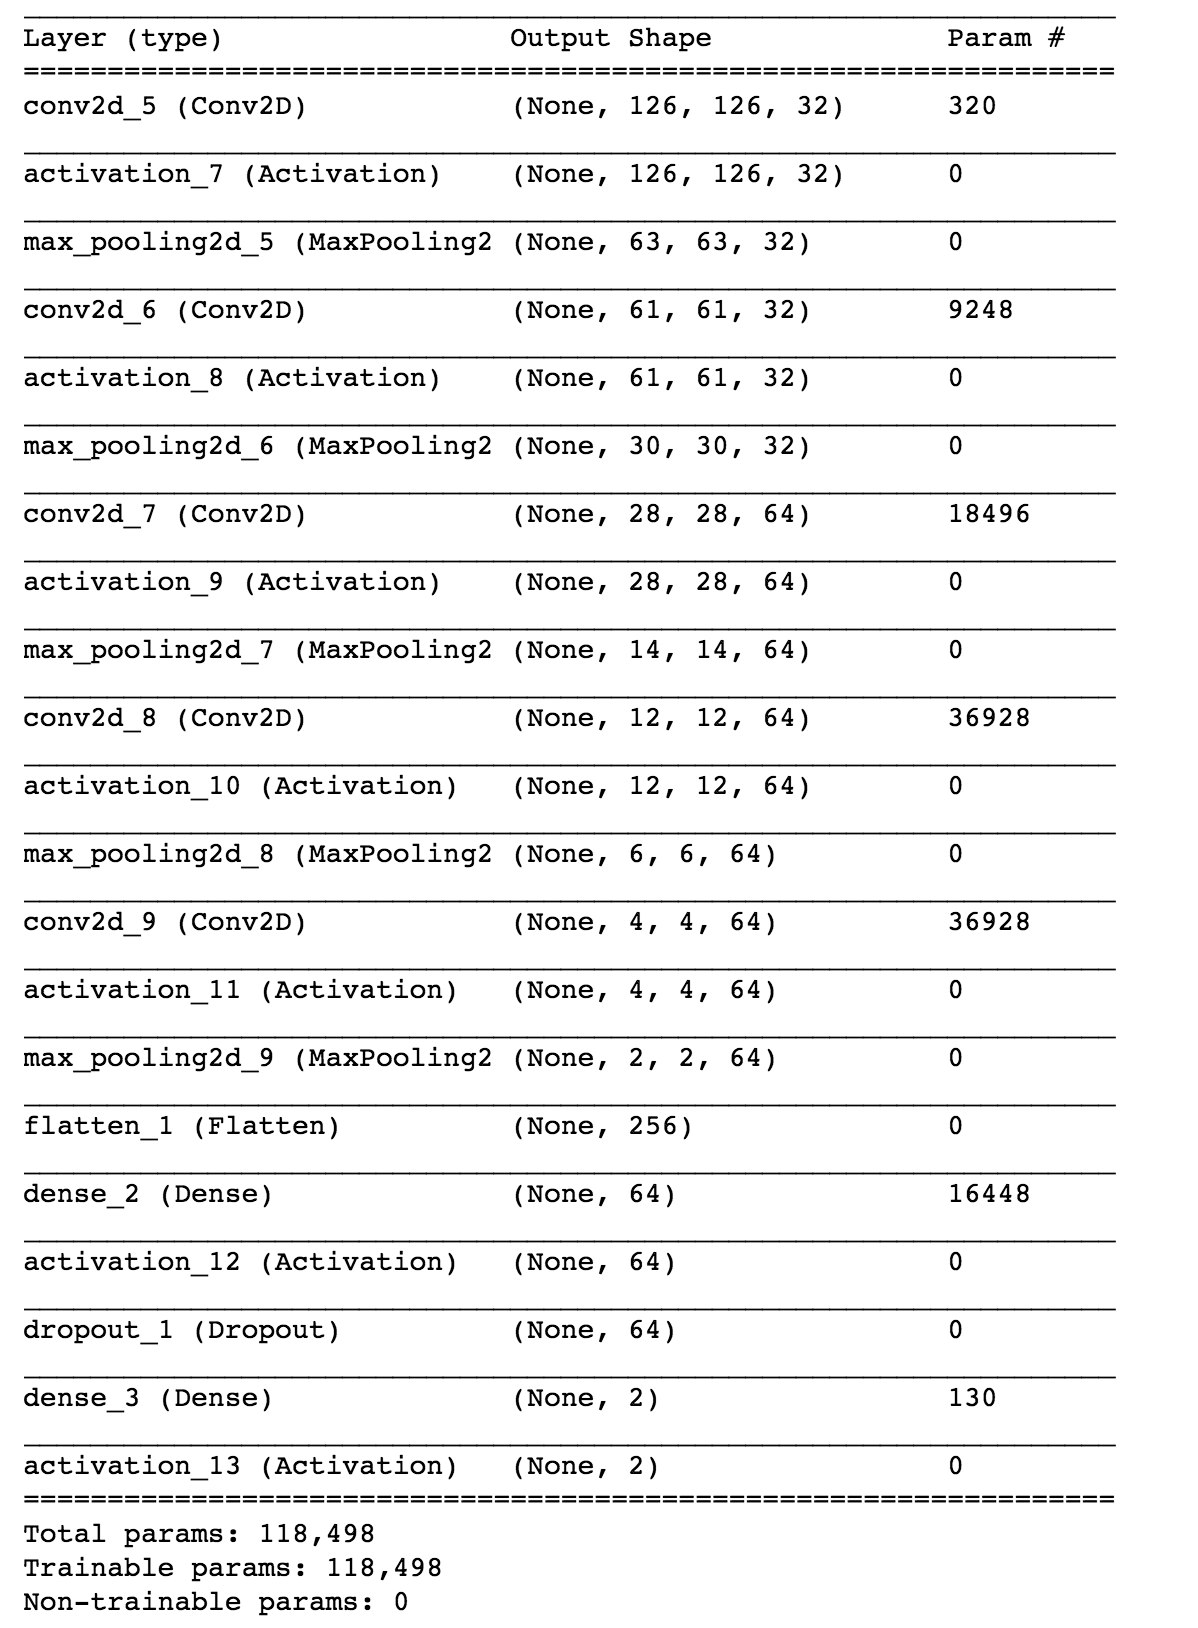 Layer (type) Output Shape Param #
=================================================================
conv2d_5 (Conv2D) (None, 126, 126, 32) 320
activation_7 (Activation) (None, 126, 126, 32) 0
max_pooling2d_5 (MaxPooling2 (None, 63, 63, 32) 0
conv2d_6 (Conv2D) (None, 61, 61, 32) 9248
activation_8 (Activation) (None, 61, 61, 32) 0
max_pooling2d_6 (MaxPooling2 (None, 30, 30, 32) 0
conv2d_7 (Conv2D) (None, 28, 28, 64) 18496
activation_9 (Activation) (None, 28, 28, 64) 0
max_pooling2d_7 (MaxPooling2 (None, 14, 14, 64) 0
conv2d_8 (Conv2D) (None, 12, 12, 64) 36928
activation_10 (Activation) (None, 12, 12, 64) 0
max_pooling2d_8 (MaxPooling2 (None, 6, 6, 64) 0
conv2d_9 (Conv2D) (None, 4, 4, 64) 36928
activation_11 (Activation) (None, 4, 4, 64) 0
max_pooling2d_9 (MaxPooling2 (None, 2, 2, 64) 0
flatten_1 (Flatten) (None, 256) 0
dense_2 (Dense) (None, 64) 16448
activation_12 (Activation) (None, 64) 0
dropout_1 (Dropout) (None, 64) 0
dense_3 (Dense) (None, 2) 130
activation_13 (Activation) (None, 2) 0
=================================================================
Total params: 118,498
Trainable params: 118,498
Non-trainable params: 0